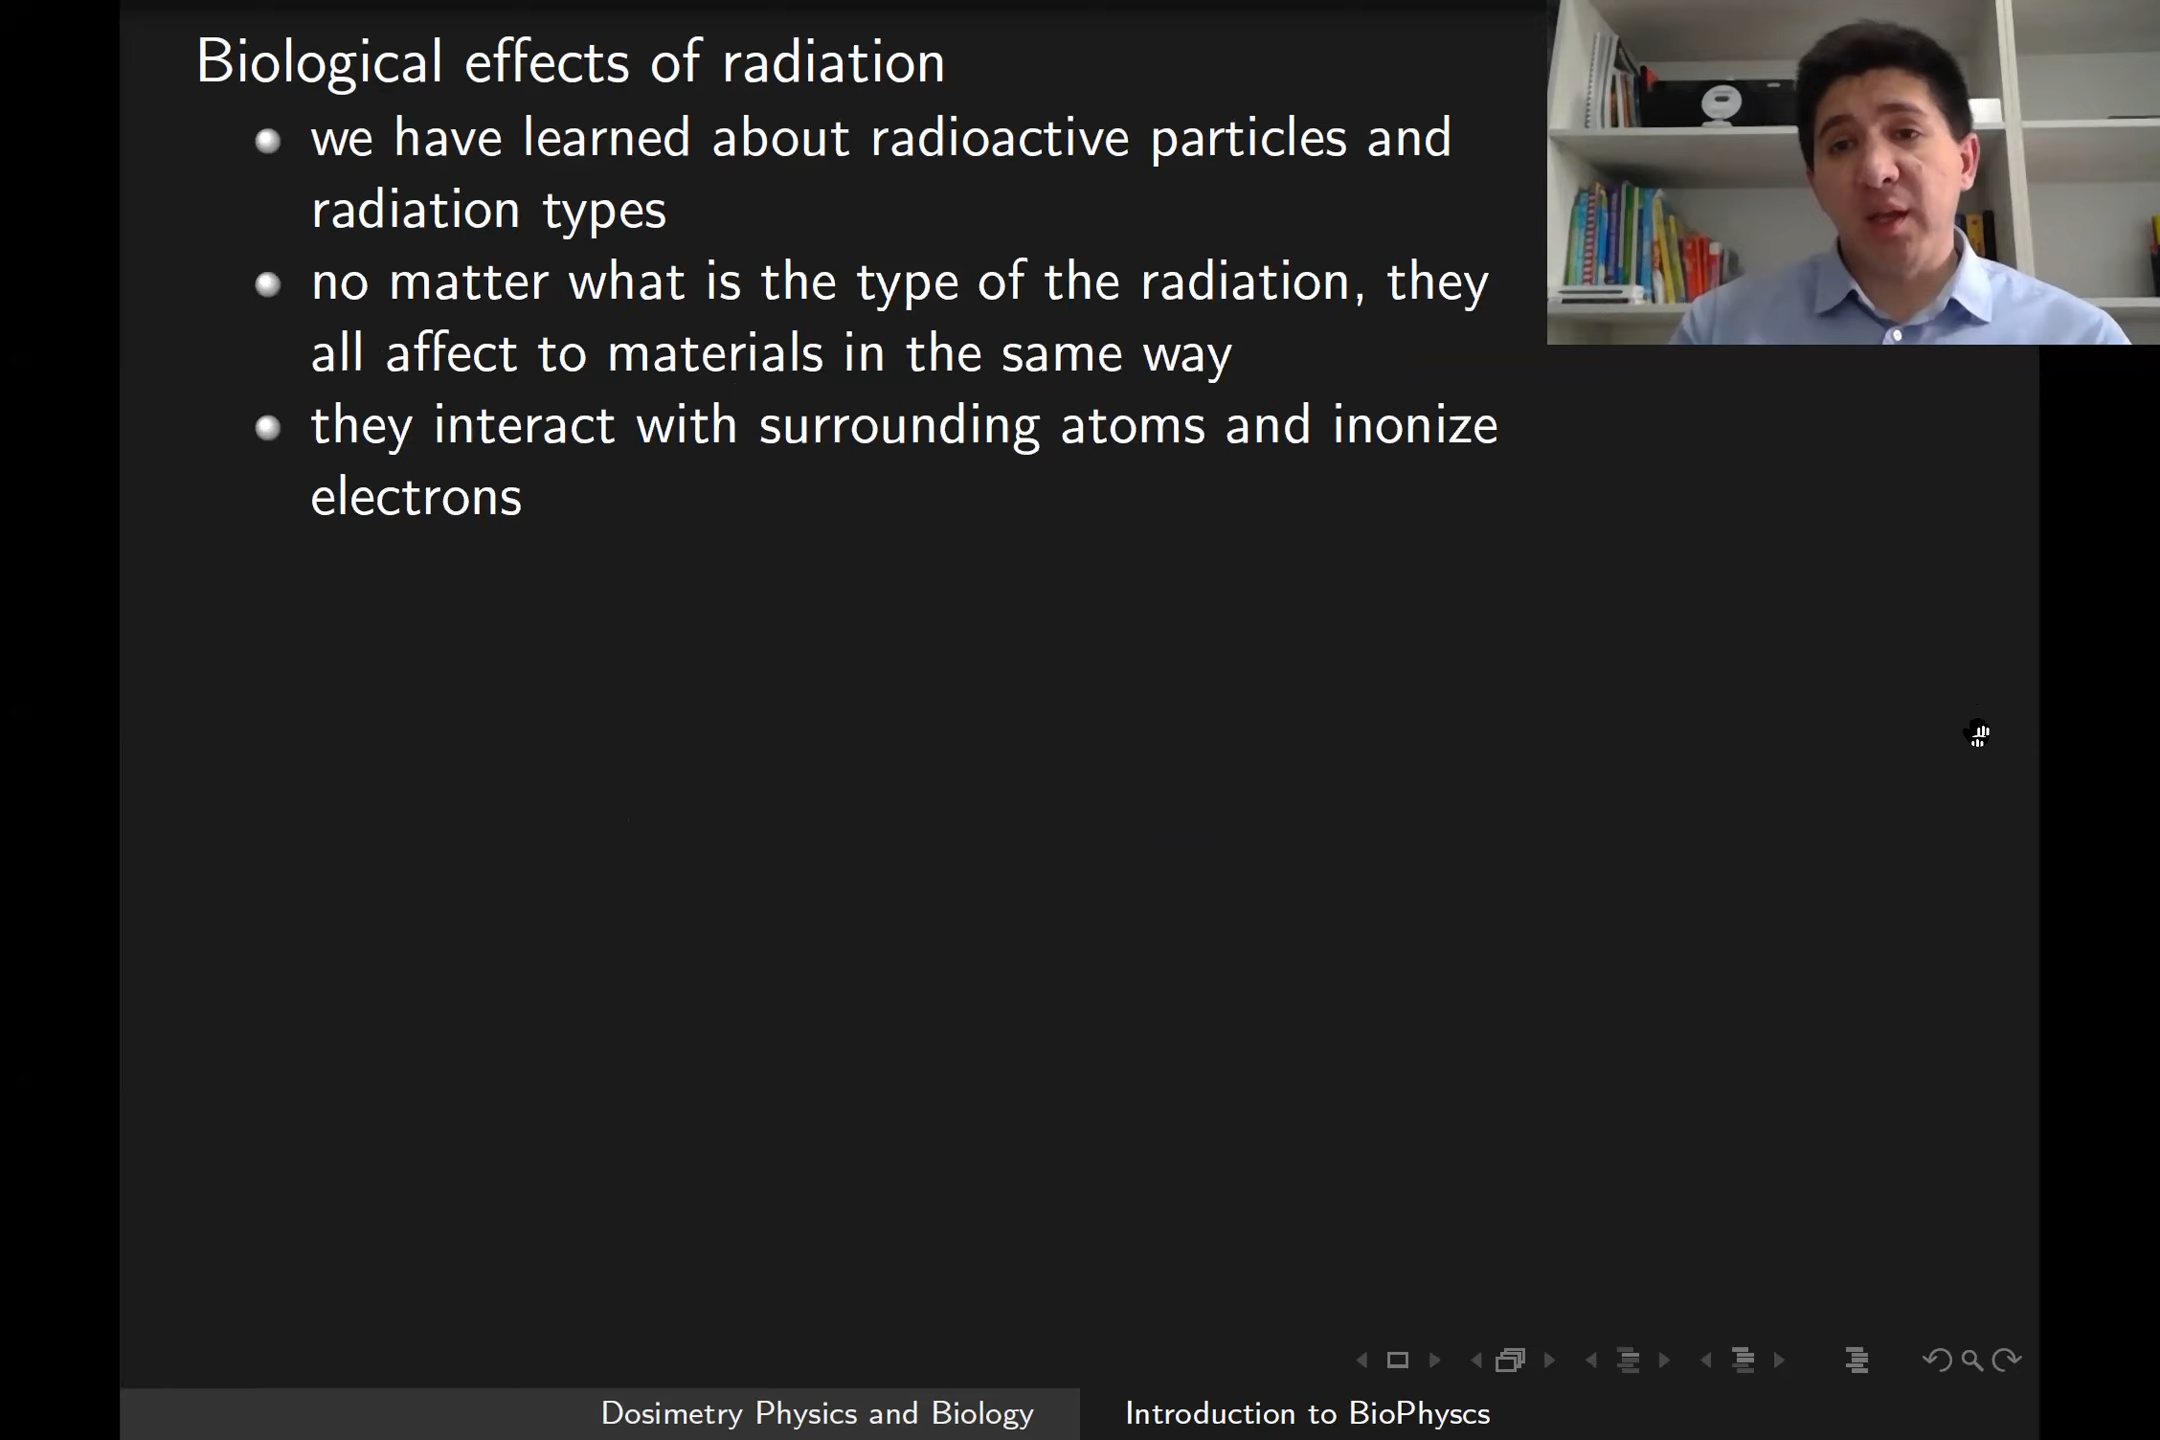 Biological effects of radiation
we have learned about radioactive particles and
radiation types
no matter what is the type of the radiation, they
all affect to materials in the same way
they interact with surrounding atoms and inonize
electrons
Dosimetry Physics and Biology
Introduction to BioPhyscs